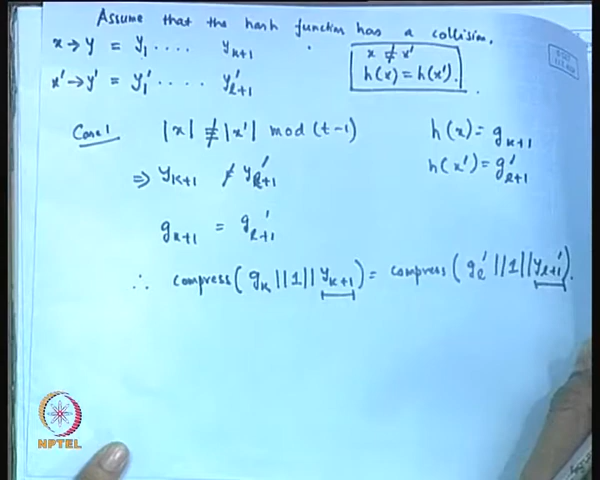 Assume that the hash function has a collision.
x → y = y₁ .... yₖ₊₁
x ≠ x'
h(x) = h(x').
x' → y' = y₁' ..... y'ₗ₊₁
Case 1 |x| ≢ |x'| mod (t-1)
h(x) = gₖ₊₁
⇒ yₖ₊₁ ≠ y'ₗ₊₁
h(x') = g'ₗ₊₁
gₖ₊₁ = g'ₗ₊₁
∴ compress(gₖ ||1|| yₖ₊₁) = compress(gₗ' ||1|| yₗ₊₁').
NPTEL